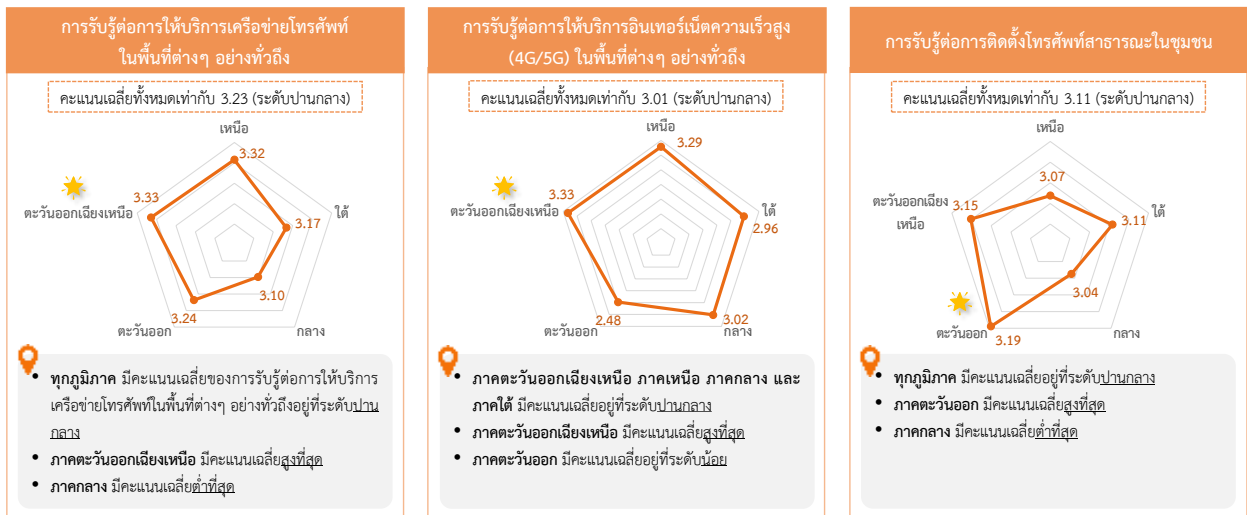 การรับรู้ต่อการให้บริการเครือข่ายโทรศัพท์
ในพื้นที่ต่างๆ อย่างทั่วถึง
คะแนนเฉลี่ยทั้งหมดเท่ากับ 3.23 (ระดับปานกลาง)
เหนือ
3.32
3.33
ตะวันออกเฉียงเหนือ
ใต้
3.17
3.10
3.24
ตะวันออก
กลาง
• ทุกภูมิภาค มีคะแนนเฉลี่ยของการรับรู้ต่อการให้บริการ
เครือข่ายโทรศัพท์ในพื้นที่ต่างๆ อย่างทั่วถึงอยู่ที่ระดับปาน
กลาง
• ภาคตะวันออกเฉียงเหนือ มีคะแนนเฉลี่ยสูงที่สุด
• ภาคกลาง มีคะแนนเฉลี่ยต่ำที่สุด
การรับรู้ต่อการให้บริการอินเทอร์เน็ตความเร็วสูง
(4G/5G) ในพื้นที่ต่างๆ อย่างทั่วถึง
คะแนนเฉลี่ยทั้งหมดเท่ากับ 3.01 (ระดับปานกลาง)
เหนือ
3.29
3.33
ตะวันออกเฉียงเหนือ
ใต้
2.96
2.48
3.02
ตะวันออก
กลาง
• ภาคตะวันออกเฉียงเหนือ ภาคเหนือ ภาคกลาง และ
ภาคใต้ มีคะแนนเฉลี่ยอยู่ที่ระดับปานกลาง
• ภาคตะวันออกเฉียงเหนือ มีคะแนนเฉลี่ยสูงที่สุด
• ภาคตะวันออก มีคะแนนเฉลี่ยอยู่ที่ระดับน้อย
การรับรู้ต่อการติดตั้งโทรศัพท์สาธารณะในชุมชน
คะแนนเฉลี่ยทั้งหมดเท่ากับ 3.11 (ระดับปานกลาง)
เหนือ
3.07
ตะวันออกเฉียง
เหนือ
3.15
ใต้
3.11
3.04
ตะวันออก
กลาง
3.19
• ทุกภูมิภาค มีคะแนนเฉลี่ยอยู่ที่ระดับปานกลาง
• ภาคตะวันออก มีคะแนนเฉลี่ยสูงที่สุด
• ภาคกลาง มีคะแนนเฉลี่ยต่ำที่สุด